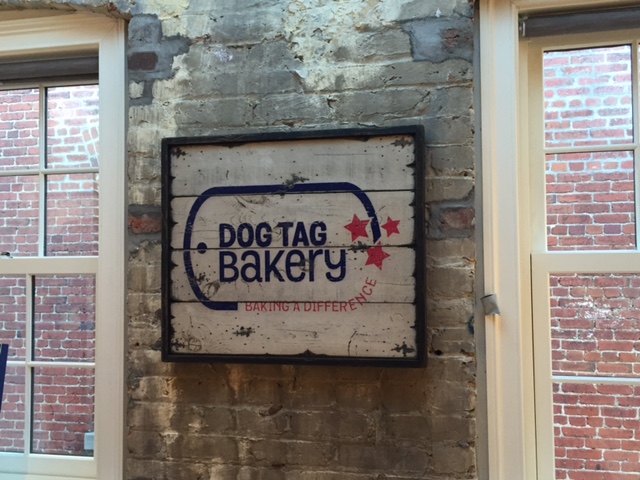 DOG TAG
Bakery
BAKING A DIFFERENCE